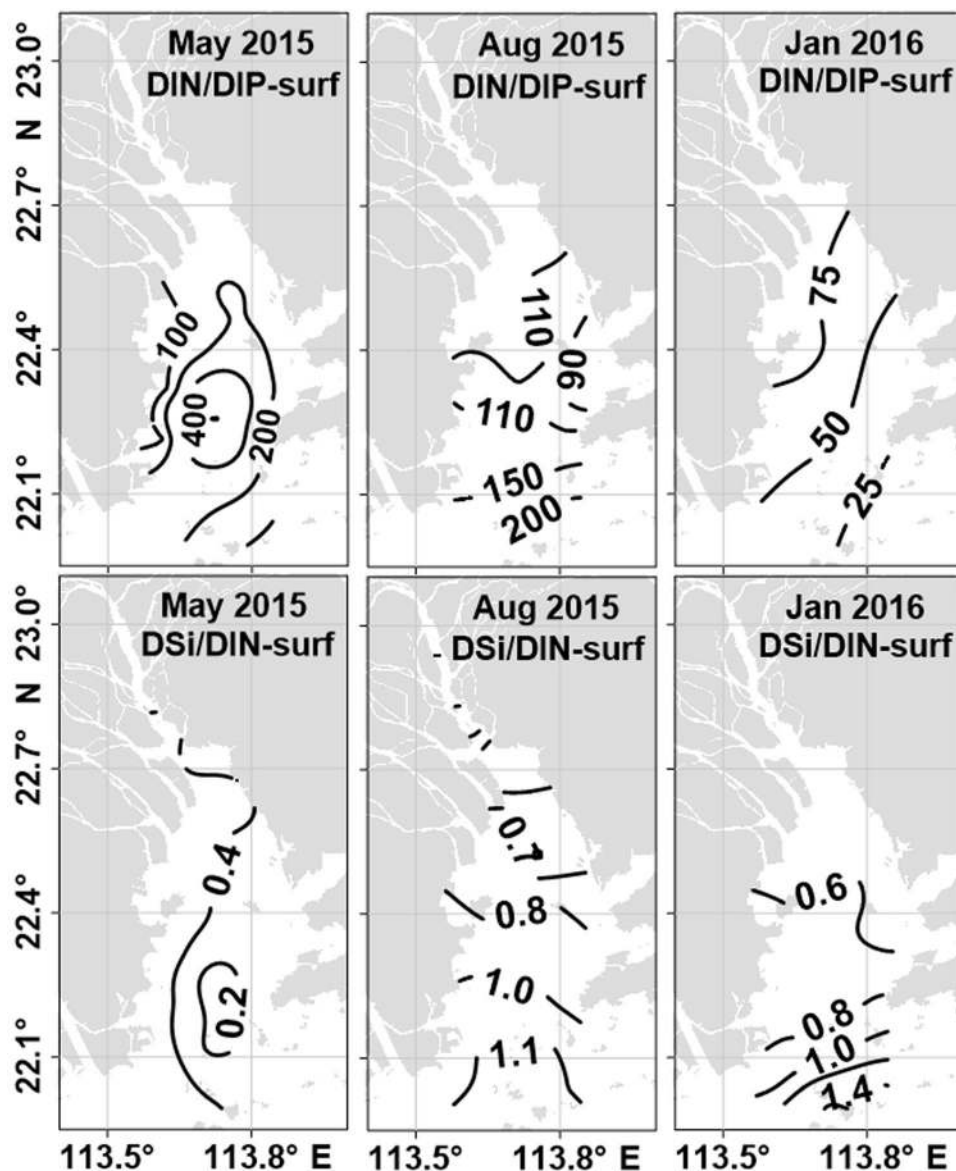 May 2015
DIN/DIP-surf
Aug 2015
DIN/DIP-surf
Jan 2016
DIN/DIP-surf
23.0°
N
22.7°
22.4°
22.1°
100
400
200
110
90
110
150
200
75
50
25
May 2015
DSi/DIN-surf
Aug 2015
DSi/DIN-surf
Jan 2016
DSi/DIN-surf
23.0°
N
22.7°
22.4°
22.1°
0.4
0.2
0.7
0.8
1.0
1.1
0.6
0.8
1.0
1.4
113.5° 113.8° E
113.5° 113.8° E
113.5° 113.8° E